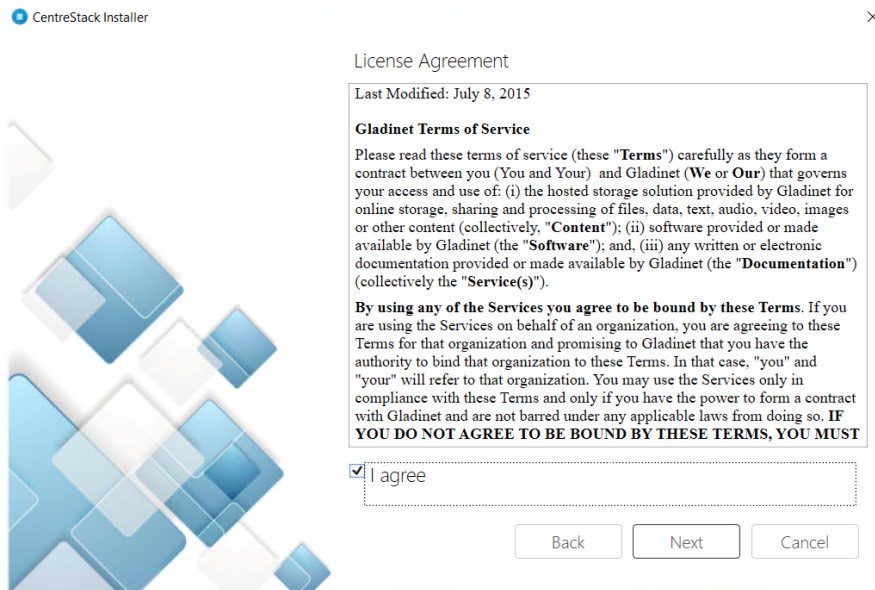 CentreStack Installer
License Agreement
Last Modified: July 8, 2015
Gladinet Terms of Service
Please read these terms of service (these "Terms") carefully as they form a
contract between you (You and Your)  and Gladinet (We or Our) that governs
your access and use of: (i) the hosted storage solution provided by Gladinet for
online storage, sharing and processing of files, data, text, audio, video, images
or other content (collectively, "Content"); (ii) software provided or made
available by Gladinet (the "Software"); and, (iii) any written or electronic
documentation provided or made available by Gladinet (the "Documentation")
(collectively the "Service(s)").
By using any of the Services you agree to be bound by these Terms. If you
are using the Services on behalf of an organization, you are agreeing to these
Terms for that organization and promising to Gladinet that you have the
authority to bind that organization to these Terms. In that case, "you" and
"your" will refer to that organization. You may use the Services only in
compliance with these Terms and only if you have the power to form a contract
with Gladinet and are not barred under any applicable laws from doing so. IF
YOU DO NOT AGREE TO BE BOUND BY THESE TERMS, YOU MUST
I agree
Back
Next
Cancel